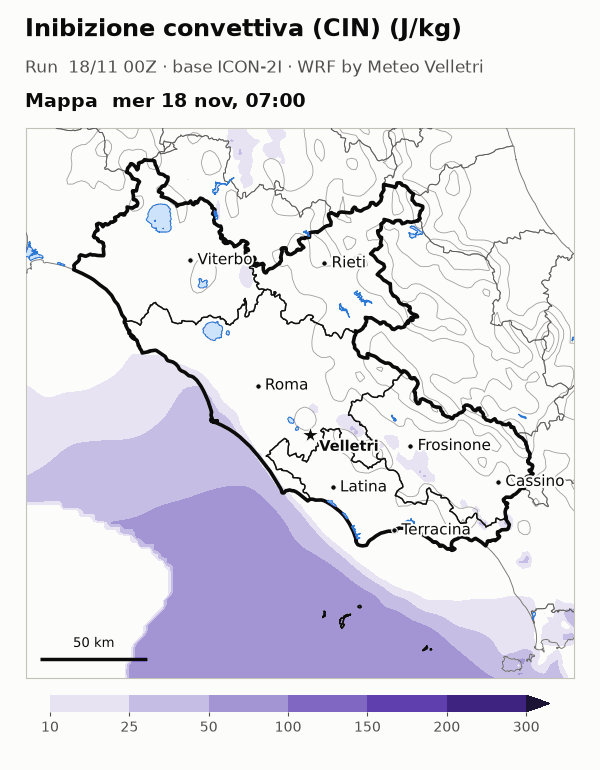 Inibizione convettiva (CIN) (J/kg)
Run 18/11 00Z · base ICON-2I · WRF by Meteo Velletri
Mappa mer 18 nov, 07:00
Viterbo
Rieti
Roma
Velletri
Frosinone
Cassino
Latina
Terracina
50 km
10 25 50 100 150 200 300